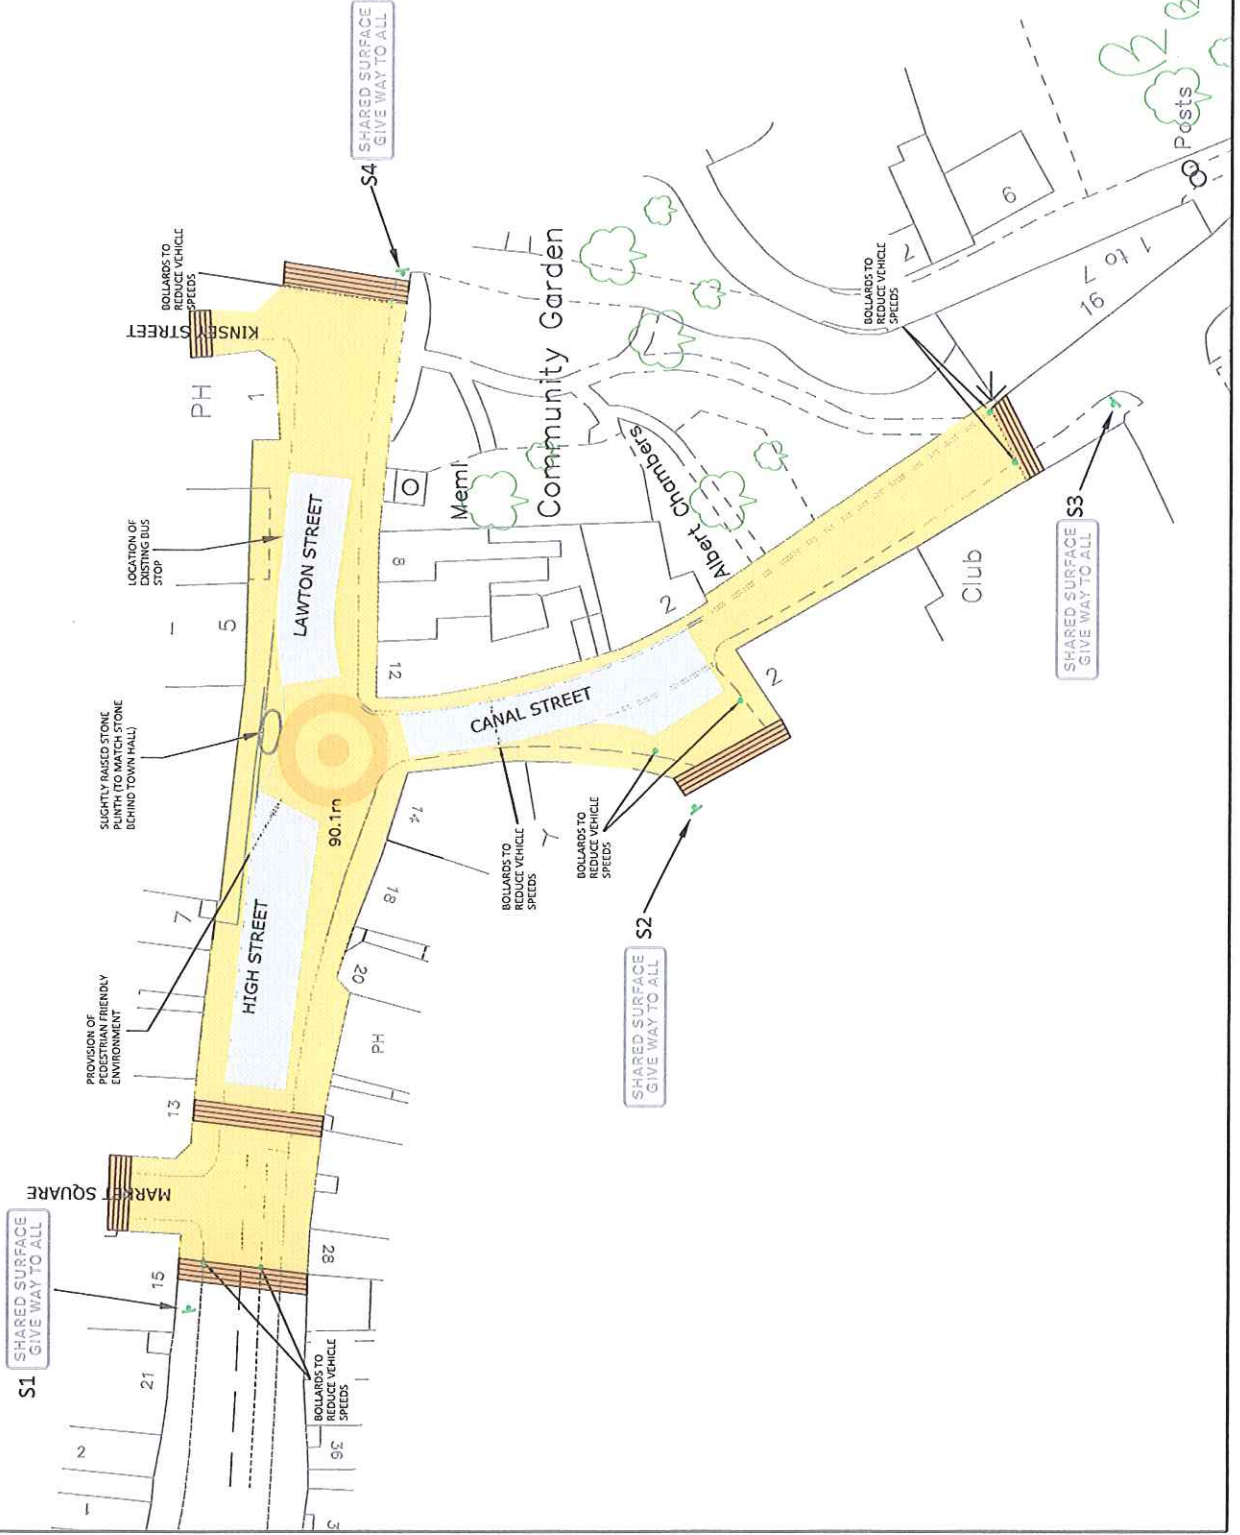 S1
SHARED SURFACE
GIVE WAY TO ALL
MARKET SQUARE
PROVISION OF
PEDESTRIAN FRIENDLY
ENVIRONMENT
SLIGHTLY RAISED STONE
PLINTH (TO MATCH STONE
BEHIND TOWN HALL)
LOCATION OF
EXISTING BUS
STOP
BOLLARDS TO
REDUCE VEHICLE
SPEEDS
KINSEY STREET
PH
1
S4
SHARED SURFACE
GIVE WAY TO ALL
1
2
21
15
13
7
5
HIGH STREET
LAWTON STREET
90.1m
CANAL STREET
3
36
28
PH
20
18
14
12
8
BOLLARDS TO
REDUCE VEHICLE
SPEEDS
BOLLARDS TO
REDUCE VEHICLE
SPEEDS
BOLLARDS TO
REDUCE VEHICLE
SPEEDS
Meml
Community Garden
Albert Chambers
2
2
S2
SHARED SURFACE
GIVE WAY TO ALL
Club
S3
SHARED SURFACE
GIVE WAY TO ALL
BOLLARDS TO
REDUCE VEHICLE
SPEEDS
16
1 to 7
2
9
Posts